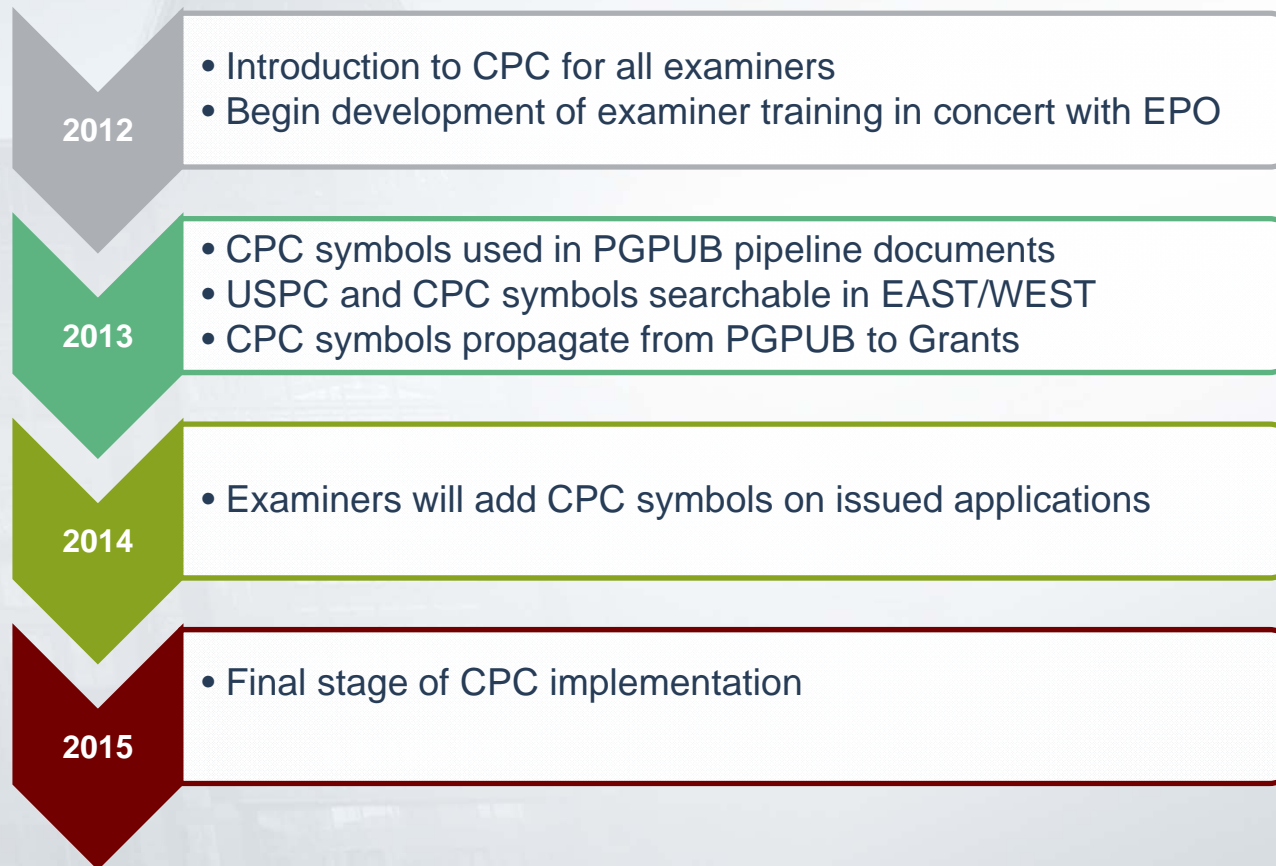 2012
• Introduction to CPC for all examiners
• Begin development of examiner training in concert with EPO
2013
• CPC symbols used in PGPUB pipeline documents
• USPC and CPC symbols searchable in EAST/WEST
• CPC symbols propagate from PGPUB to Grants
2014
• Examiners will add CPC symbols on issued applications
2015
• Final stage of CPC implementation